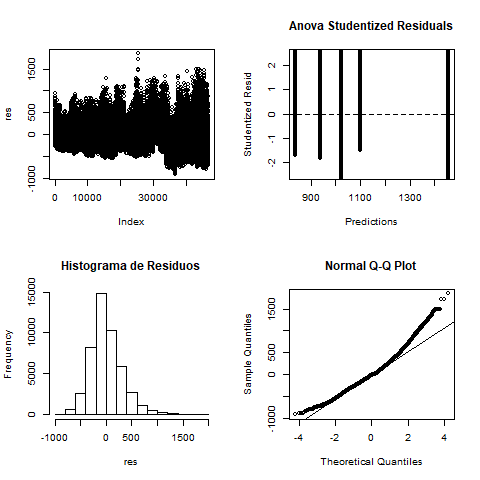 res
1500
500
0
-1000
0
10000
30000
Index
Anova Studentized Residuals
Studentized Resid
2
1
0
-1
-2
900
1100
1300
Predictions
Histograma de Residuos
Frequency
15000
10000
5000
0
-1000
0
500
1500
res
Normal Q-Q Plot
Sample Quantiles
1500
500
0
-1000
-4
-2
0
2
4
Theoretical Quantiles